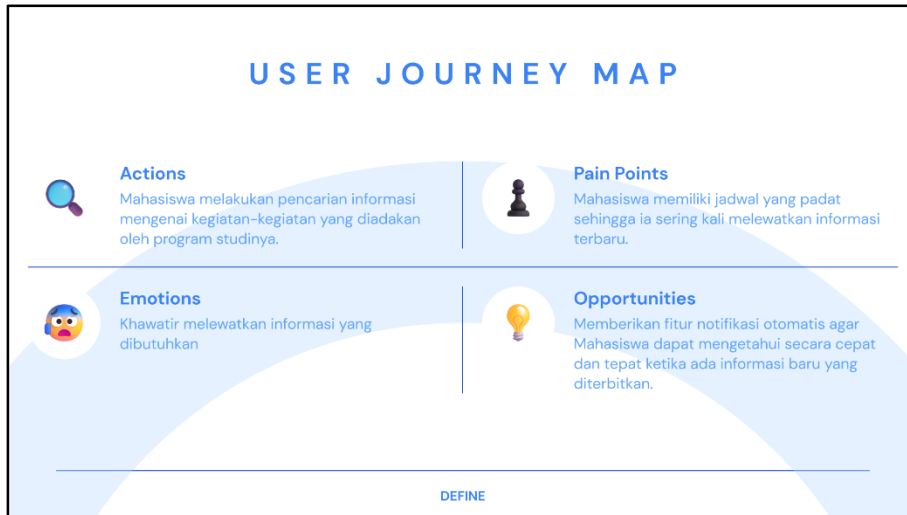 USER JOURNEY MAP
Actions
Mahasiswa melakukan pencarian informasi
mengenai kegiatan-kegiatan yang diadakan
oleh program studinya.
Pain Points
Mahasiswa memiliki jadwal yang padat
sehingga ia sering kali melewatkan informasi
terbaru.
Emotions
Khawatir melewatkan informasi yang
dibutuhkan
Opportunities
Memberikan fitur notifikasi otomatis agar
Mahasiswa dapat mengetahui secara cepat
dan tepat ketika ada informasi baru yang
diterbitkan.
DEFINE